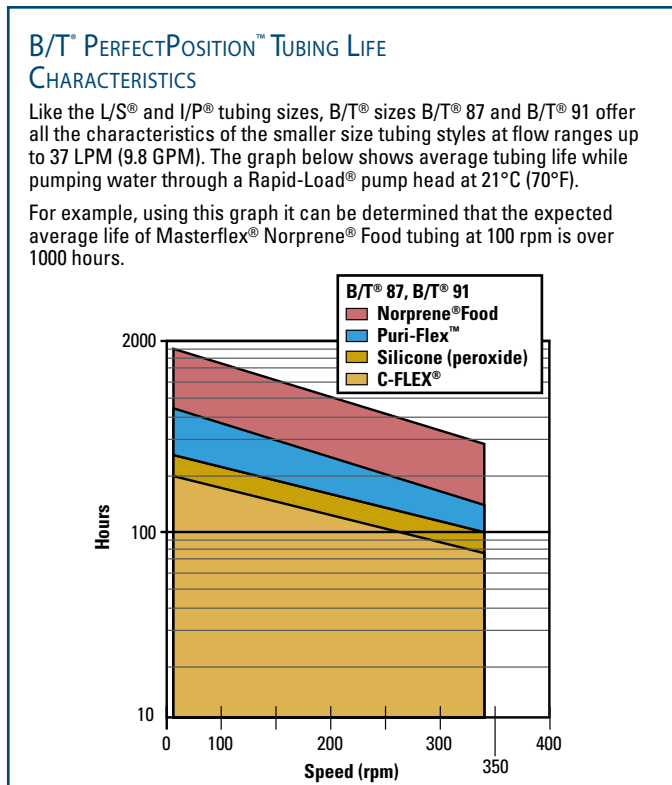 B/T® PERFECTPOSITION™ TUBING LIFE
CHARACTERISTICS
Like the L/S® and I/P® tubing sizes, B/T® sizes B/T® 87 and B/T® 91 offer
all the characteristics of the smaller size tubing styles at flow ranges up
to 37 LPM (9.8 GPM). The graph below shows average tubing life while
pumping water through a Rapid-Load® pump head at 21°C (70°F).
For example, using this graph it can be determined that the expected
average life of Masterflex® Norprene® Food tubing at 100 rpm is over
1000 hours.
B/T® 87, B/T® 91
Norprene®Food
Puri-Flex™
Silicone (peroxide)
C-FLEX®
2000
100
10
Hours
0 100 200 300 400
350
Speed (rpm)